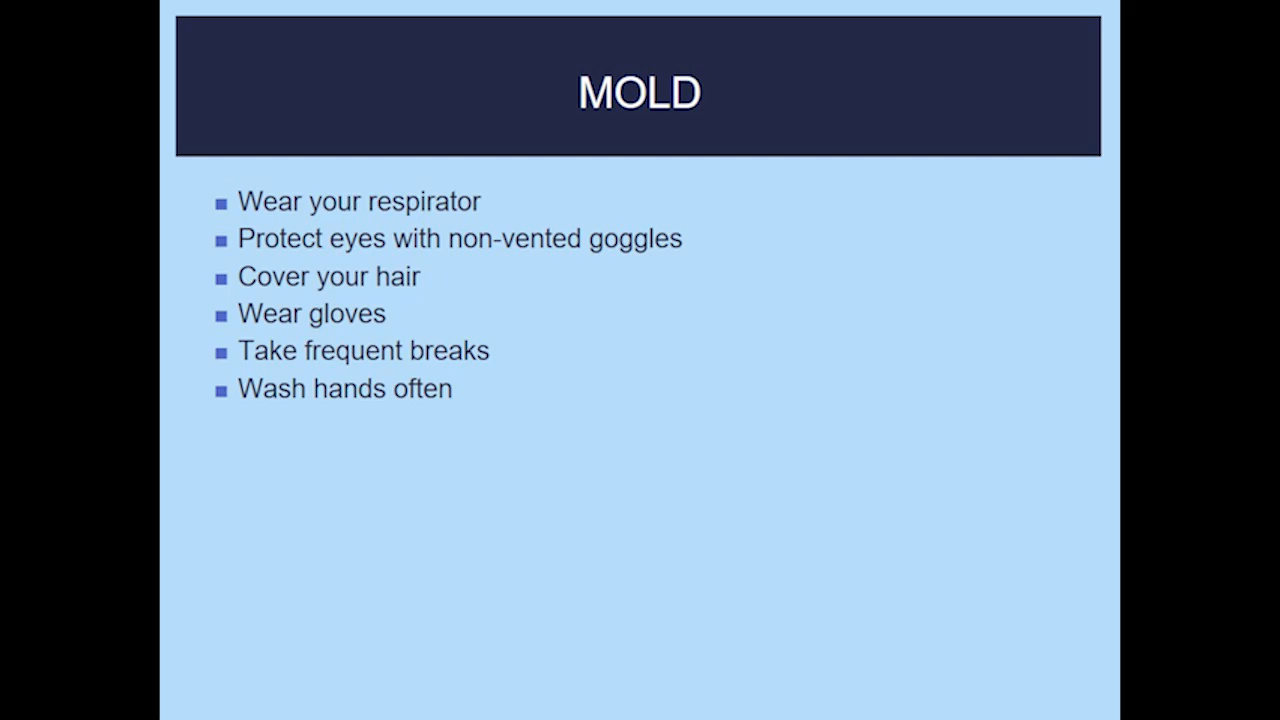 MOLD
Wear your respirator
Protect eyes with non-vented goggles
Cover your hair
Wear gloves
Take frequent breaks
Wash hands often